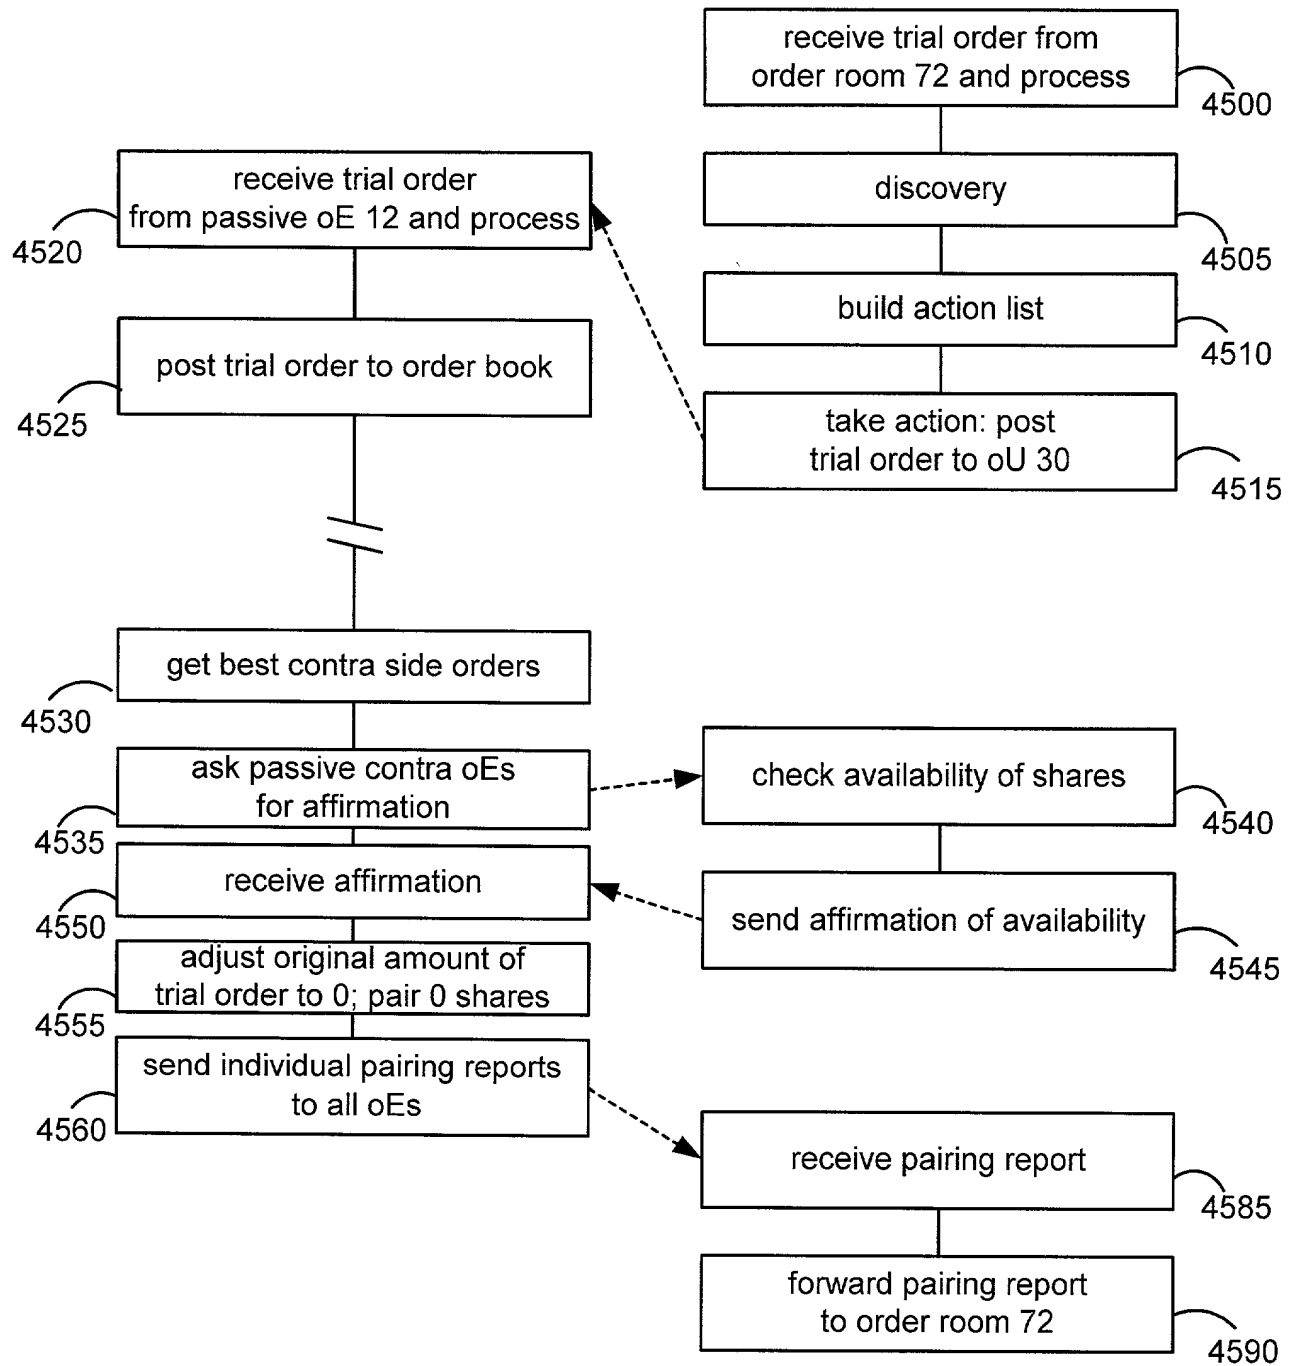 receive trial order from
order room 72 and process
4500
discovery
4505
build action list
4510
take action: post
trial order to oU 30
4515
receive trial order
from passive oE 12 and process
4520
post trial order to order book
4525
get best contra side orders
4530
ask passive contra oEs
for affirmation
4535
check availability of shares
4540
send affirmation of availability
4545
receive affirmation
4550
adjust original amount of
trial order to 0; pair 0 shares
4555
send individual pairing reports
to all oEs
4560
receive pairing report
4585
forward pairing report
to order room 72
4590